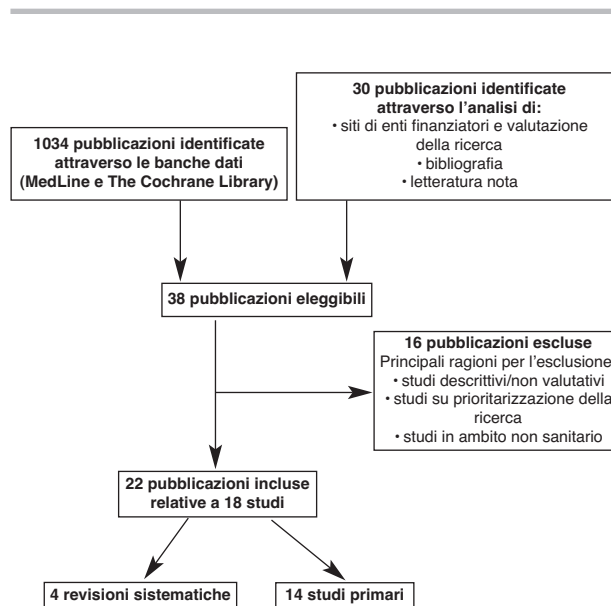 30 pubblicazioni identificate
attraverso l'analisi di:
• siti di enti finanziatori e valutazione
della ricerca
• bibliografia
• letteratura nota
1034 pubblicazioni identificate
attraverso le banche dati
(MedLine e The Cochrane Library)
38 pubblicazioni eleggibili
16 pubblicazioni escluse
Principali ragioni per l'esclusione
• studi descrittivi/non valutativi
• studi su prioritarizzazione della
ricerca
• studi in ambito non sanitario
22 pubblicazioni incluse
relative a 18 studi
4 revisioni sistematiche
14 studi primari